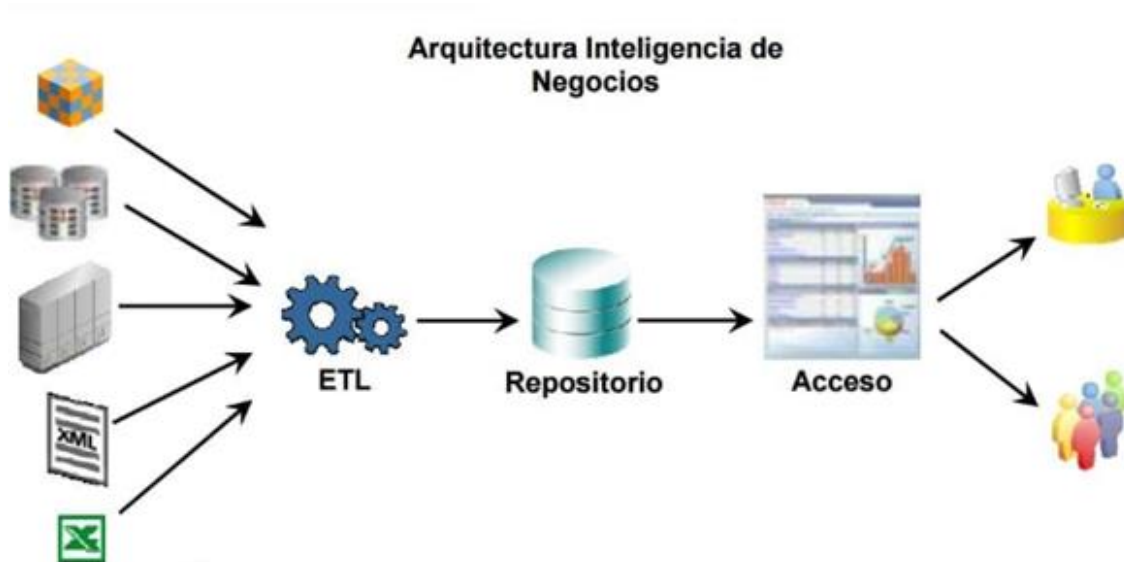 Arquitectura Inteligencia de
Negocios
XML
ETL
Repositorio
Acceso